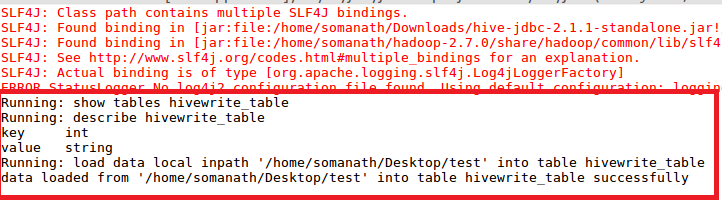 SLF4J: Class path contains multiple SLF4J bindings.
SLF4J: Found binding in [jar:file:/home/somanath/Downloads/hive-jdbc-2.1.1-standalone.jar!
SLF4J: Found binding in [jar:file:/home/somanath/hadoop-2.7.0/share/hadoop/common/lib/slf4
SLF4J: See http://www.slf4j.org/codes.html#multiple_bindings for an explanation.
SLF4J: Actual binding is of type [org.apache.logging.slf4j.Log4jLoggerFactory]
ERROR StatusLogger No log4j2 configuration file found. Using default configuration: logging
Running: show tables hivewrite_table
Running: describe hivewrite_table
key    int
value   string
Running: load data local inpath '/home/somanath/Desktop/test' into table hivewrite_table
data loaded from '/home/somanath/Desktop/test' into table hivewrite_table successfully